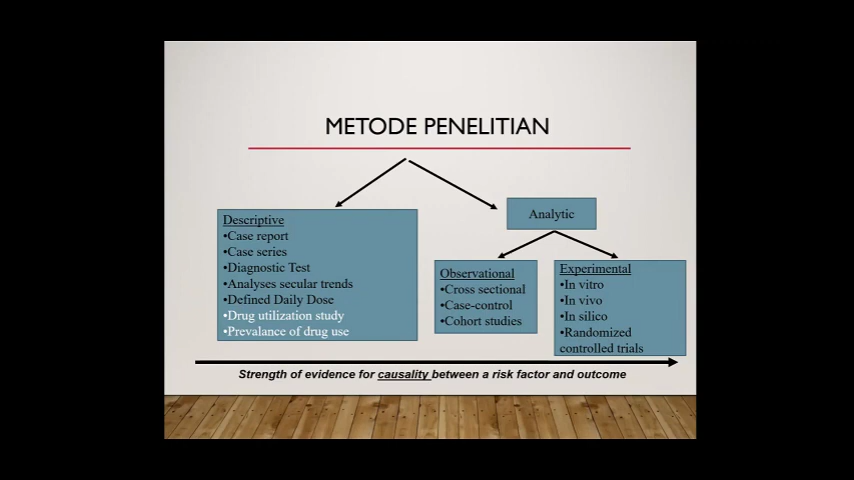 METODE PENELITIAN
Descriptive
•Case report
•Case series
•Diagnostic Test
•Analyses secular trends
•Defined Daily Dose
•Drug utilization study
•Prevalance of drug use
Analytic
Observational
•Cross sectional
•Case-control
•Cohort studies
Experimental
•In vitro
•In vivo
•In silico
•Randomized
controlled trials
Strength of evidence for causality between a risk factor and outcome